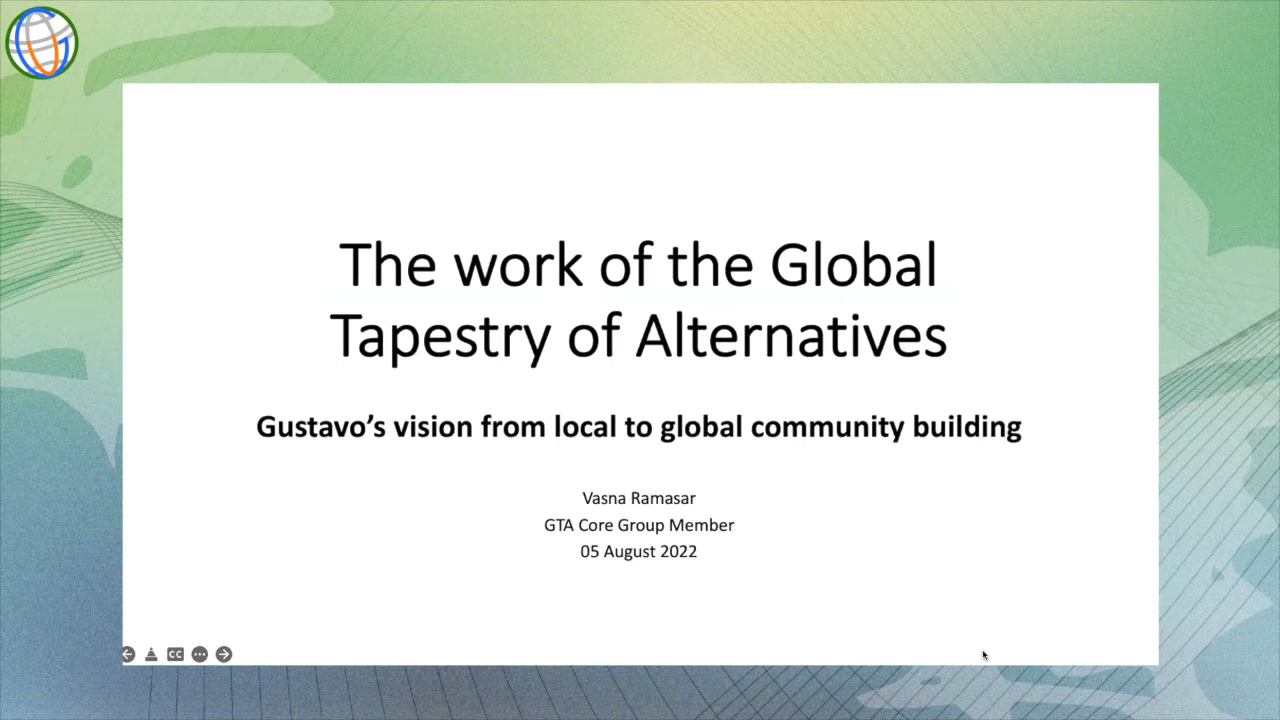 The work of the Global
Tapestry of Alternatives
Gustavo’s vision from local to global community building
Vasna Ramasar
GTA Core Group Member
05 August 2022
CC